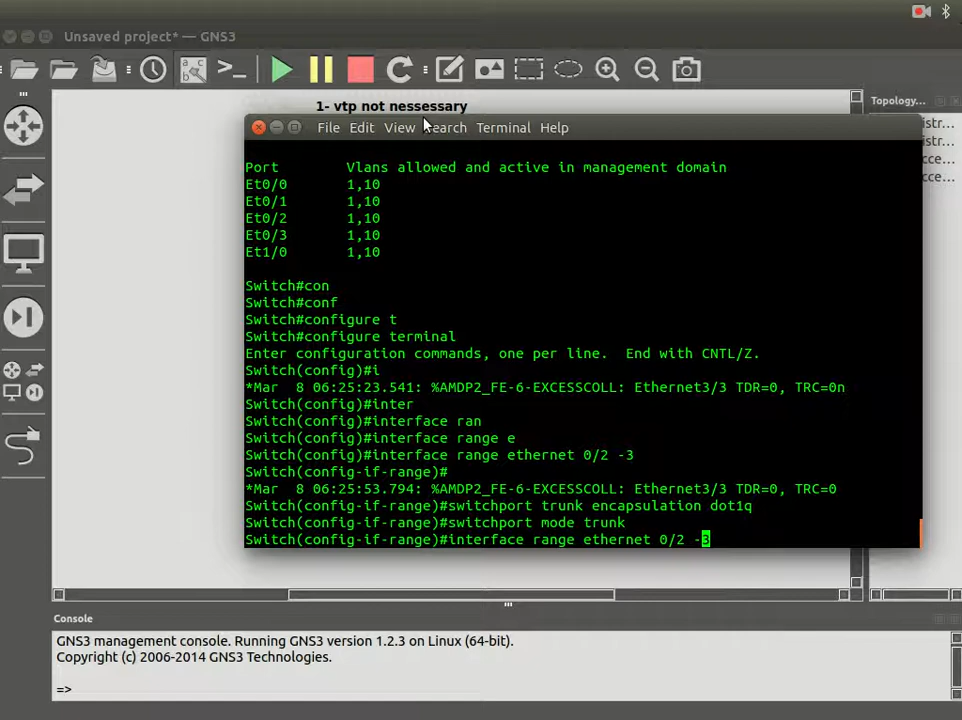 Unsaved project* — GNS3
1- vtp not nessessary
Topology...
File Edit View Search Terminal Help
istr...
istr...
cce...
cce...
Port Vlans allowed and active in management domain
Et0/0 1,10
Et0/1 1,10
Et0/2 1,10
Et0/3 1,10
Et1/0 1,10
Switch#con
Switch#conf
Switch#configure t
Switch#configure terminal
Enter configuration commands, one per line. End with CNTL/Z.
Switch(config)#i
*Mar 8 06:25:23.541: %AMDP2_FE-6-EXCESSCOLL: Ethernet3/3 TDR=0, TRC=0n
Switch(config)#inter
Switch(config)#interface ran
Switch(config)#interface range e
Switch(config)#interface range ethernet 0/2 -3
Switch(config-if-range)#
*Mar 8 06:25:53.794: %AMDP2_FE-6-EXCESSCOLL: Ethernet3/3 TDR=0, TRC=0
Switch(config-if-range)#switchport trunk encapsulation dot1q
Switch(config-if-range)#switchport mode trunk
Switch(config-if-range)#interface range ethernet 0/2 -3
Console
GNS3 management console. Running GNS3 version 1.2.3 on Linux (64-bit).
Copyright (c) 2006-2014 GNS3 Technologies.
=>